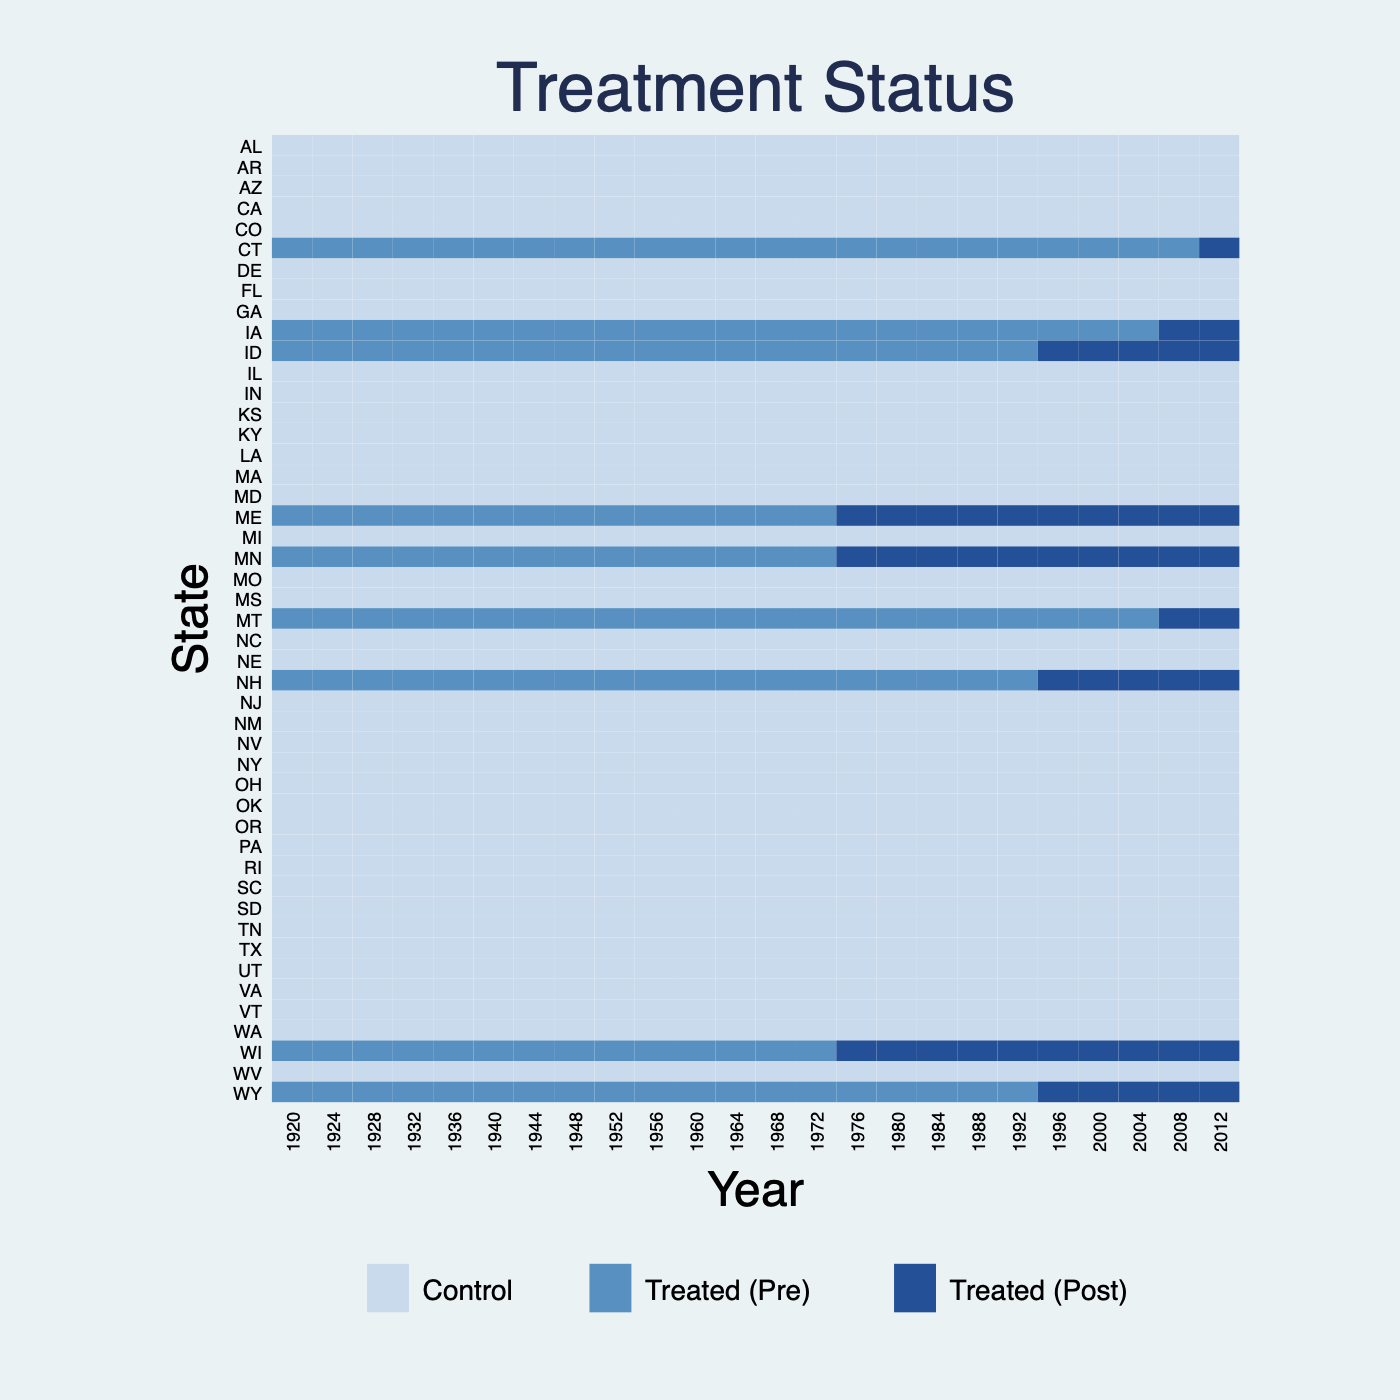 Treatment Status
State
AL
AR
AZ
CA
CO
CT
DE
FL
GA
IA
ID
IL
IN
KS
KY
LA
MA
MD
ME
MI
MN
MO
MS
MT
NC
NE
NH
NJ
NM
NV
NY
OH
OK
OR
PA
RI
SC
SD
TN
TX
UT
VA
VT
WA
WI
WV
WY
1920 1924 1928 1932 1936 1940 1944 1948 1952 1956 1960 1964 1968 1972 1976 1980 1984 1988 1992 1996 2000 2004 2008 2012
Year
Control Treated (Pre) Treated (Post)